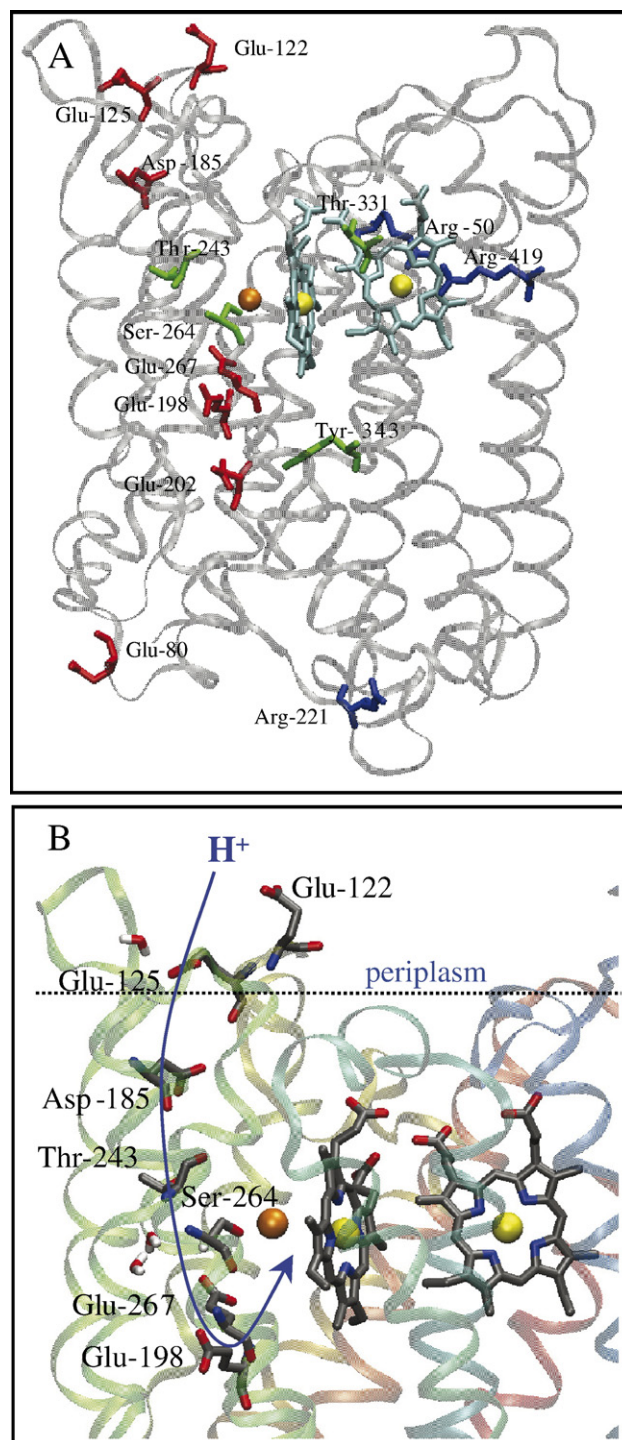 A
Glu-122
Glu-125
Asp-185
Thr-331
Arg-50
Thr-243
Arg-419
Ser-264
Glu-267
Glu-198
Tyr-343
Glu-202
Glu-80
Arg-221
B
H+
Glu-122
Glu-125
periplasm
Asp-185
Thr-243
Ser-264
Glu-267
Glu-198